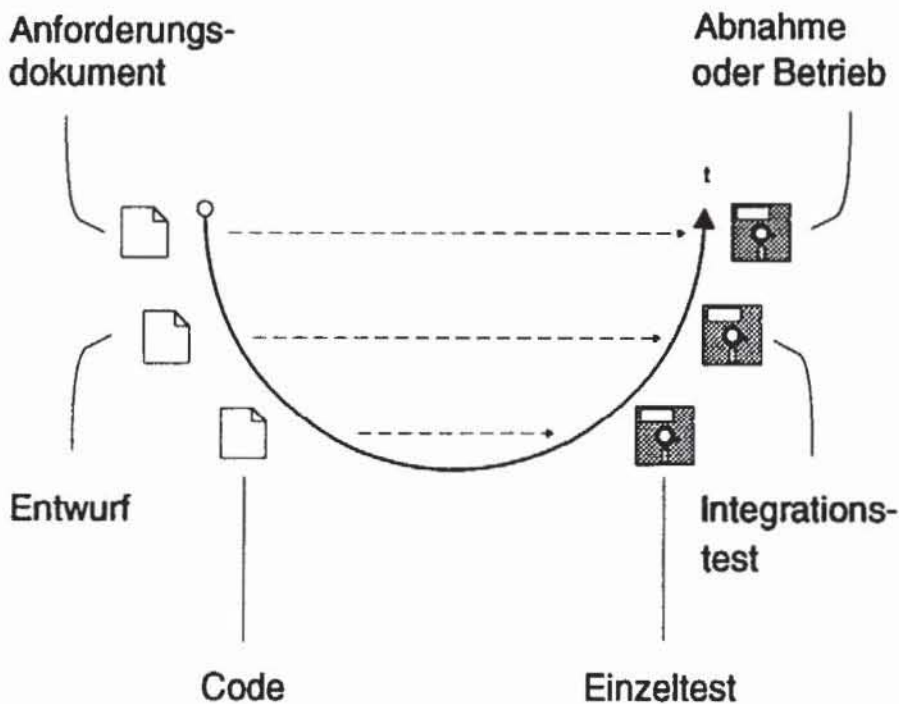 Anforderungs-
dokument
Abnahme
oder Betrieb
t
Entwurf
Integrations-
test
Code
Einzeltest